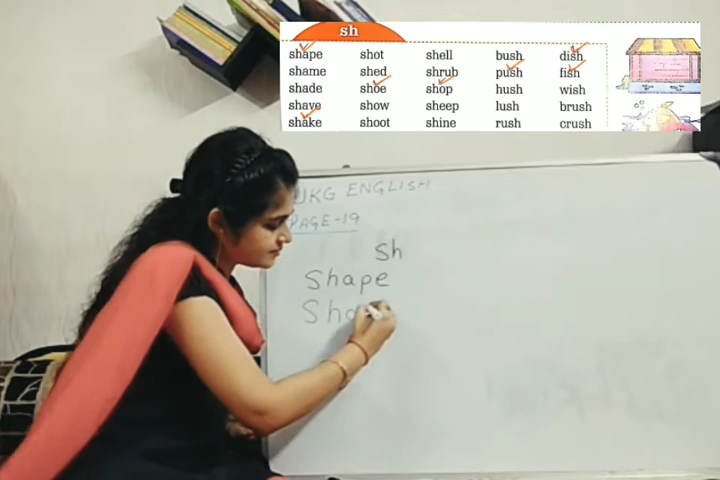 sh
shape shot shell bush dish
shame shed shrub push fish
shade shoe shop hush wish
shave show sheep lush brush
shake shoot shine rush crush
UKG ENGLISH
PAGE-19
Sh
Shape
Sha